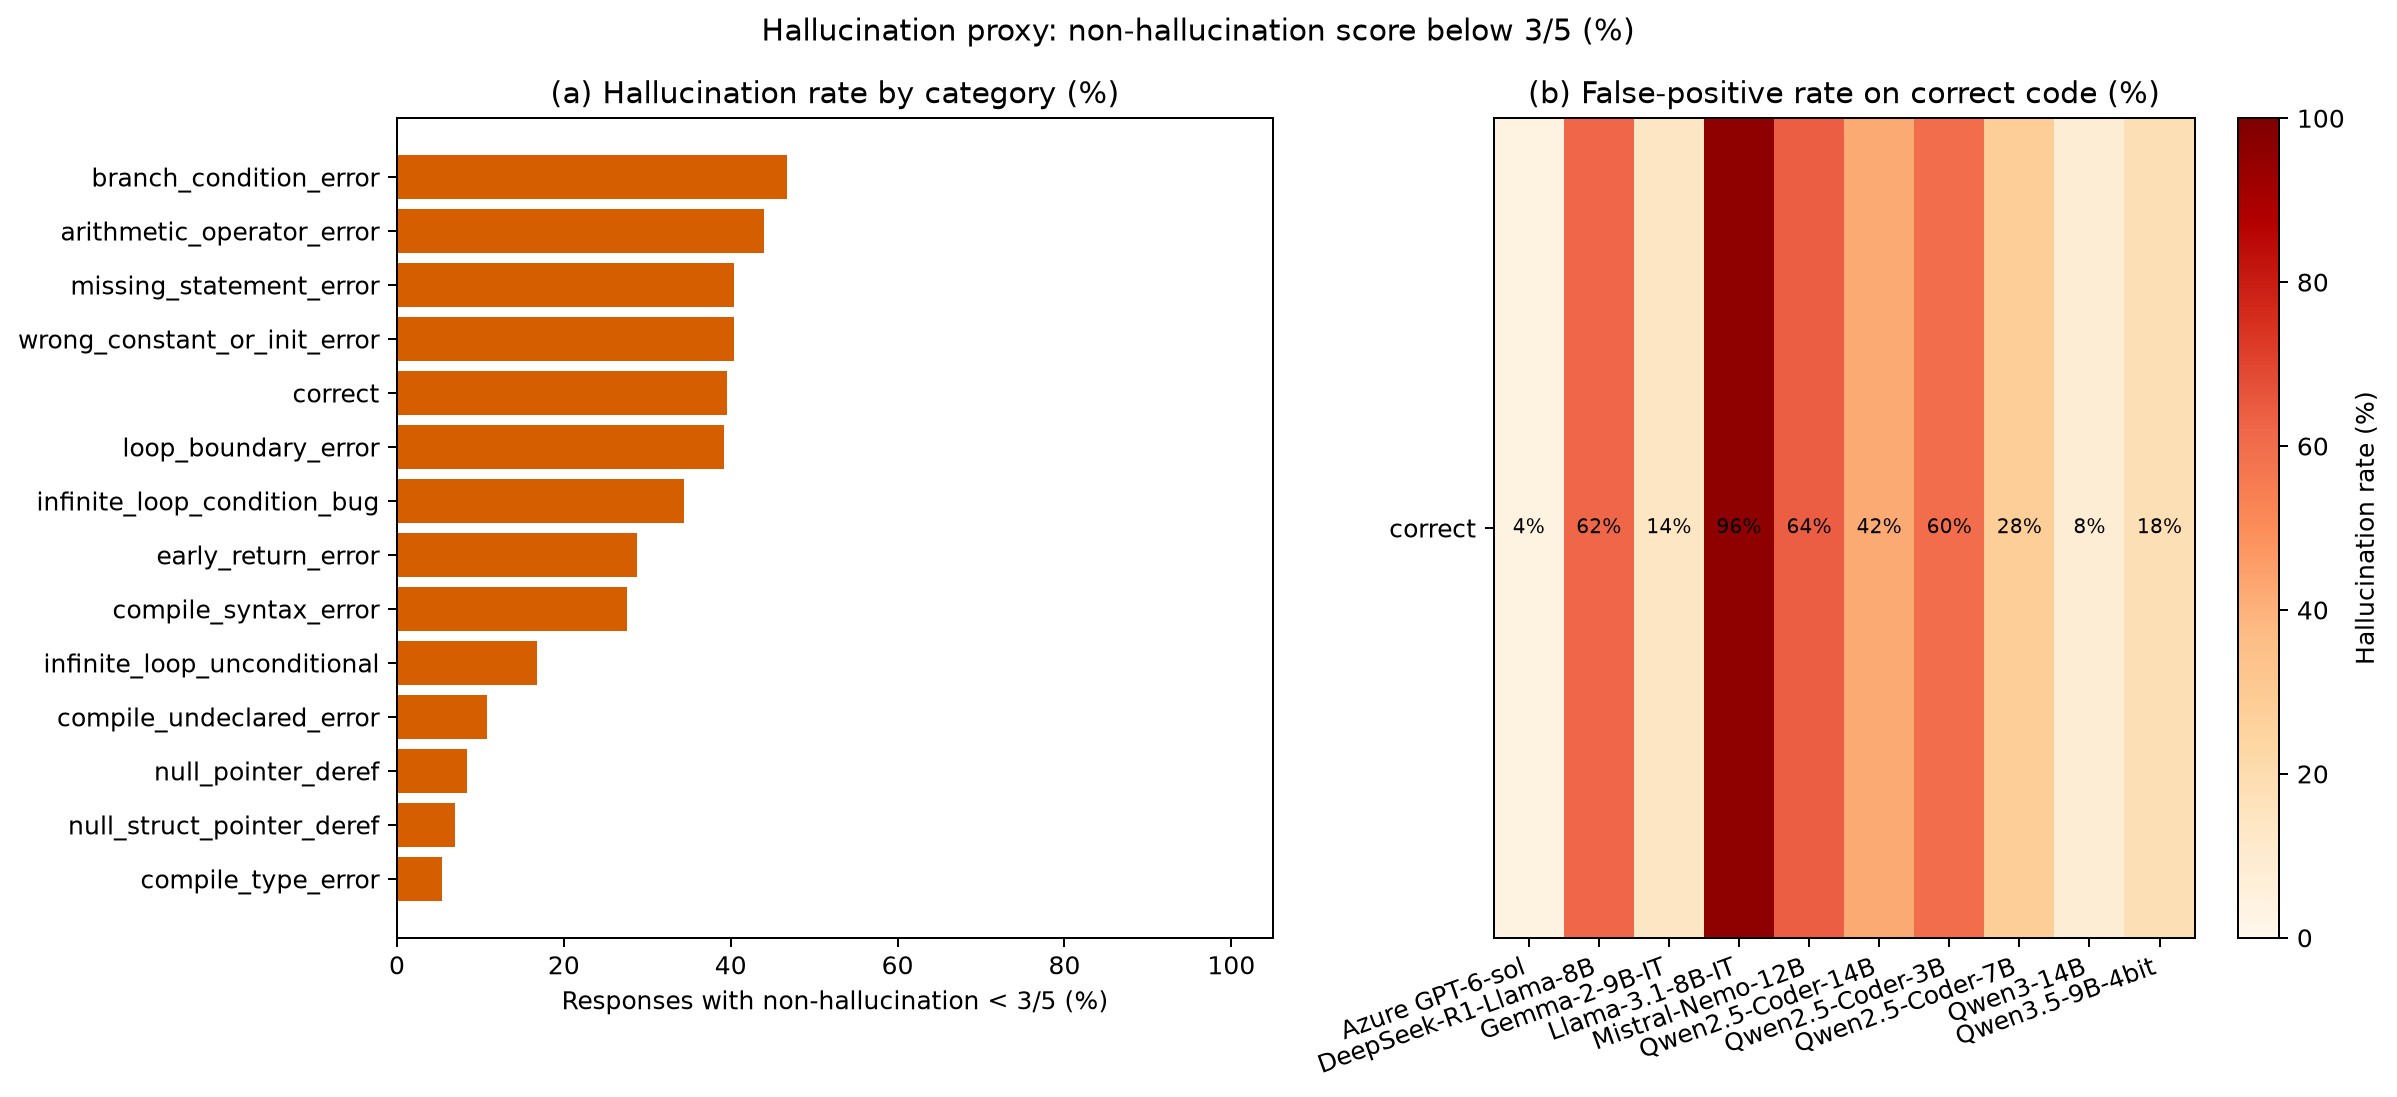 Hallucination proxy: non-hallucination score below 3/5 (%)
(a) Hallucination rate by category (%)
branch_condition_error
arithmetic_operator_error
missing_statement_error
wrong_constant_or_init_error
correct
loop_boundary_error
infinite_loop_condition_bug
early_return_error
compile_syntax_error
infinite_loop_unconditional
compile_undeclared_error
null_pointer_deref
null_struct_pointer_deref
compile_type_error
0 20 40 60 80 100
Responses with non-hallucination < 3/5 (%)
(b) False-positive rate on correct code (%)
correct
4% 62% 14% 96% 64% 42% 60% 28% 8% 18%
Azure GPT-6-sol
DeepSeek-R1-Llama-8B
Gemma-2-9B-IT
Llama-3.1-8B-IT
Mistral-Nemo-12B
Qwen2.5-Coder-14B
Qwen2.5-Coder-3B
Qwen2.5-Coder-7B
Qwen3-14B
Qwen3.5-9B-4bit
100
80
60
40
20
0
Hallucination rate (%)